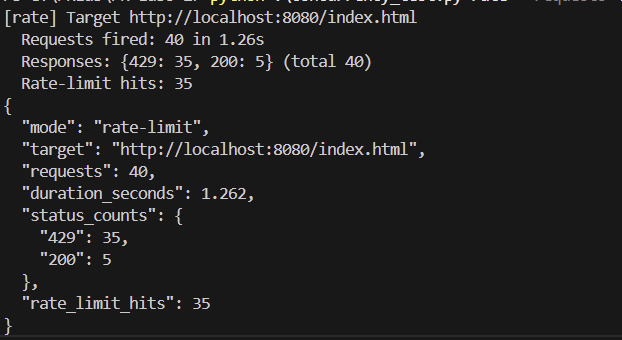 [rate] Target http://localhost:8080/index.html
  Requests fired: 40 in 1.26s
  Responses: {429: 35, 200: 5} (total 40)
  Rate-limit hits: 35
{
  "mode": "rate-limit",
  "target": "http://localhost:8080/index.html",
  "requests": 40,
  "duration_seconds": 1.262,
  "status_counts": {
    "429": 35,
    "200": 5
  },
  "rate_limit_hits": 35
}